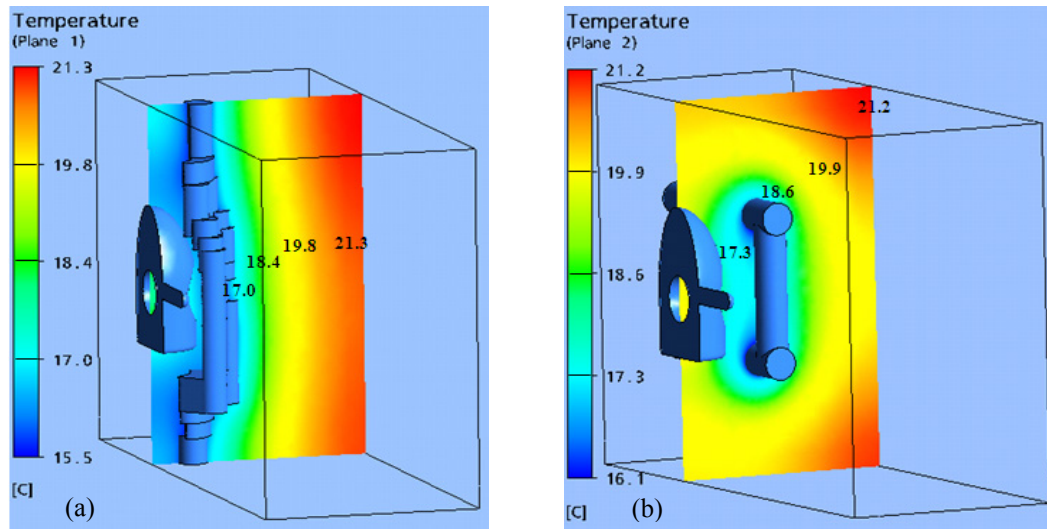 Temperature
(Plane 1)
21.3
19.8
18.4
17.0
15.5
[C]
17.0
18.4
19.8
21.3
(a)
Temperature
(Plane 2)
21.2
19.9
18.6
17.3
16.1
[C]
21.2
19.9
18.6
17.3
(b)